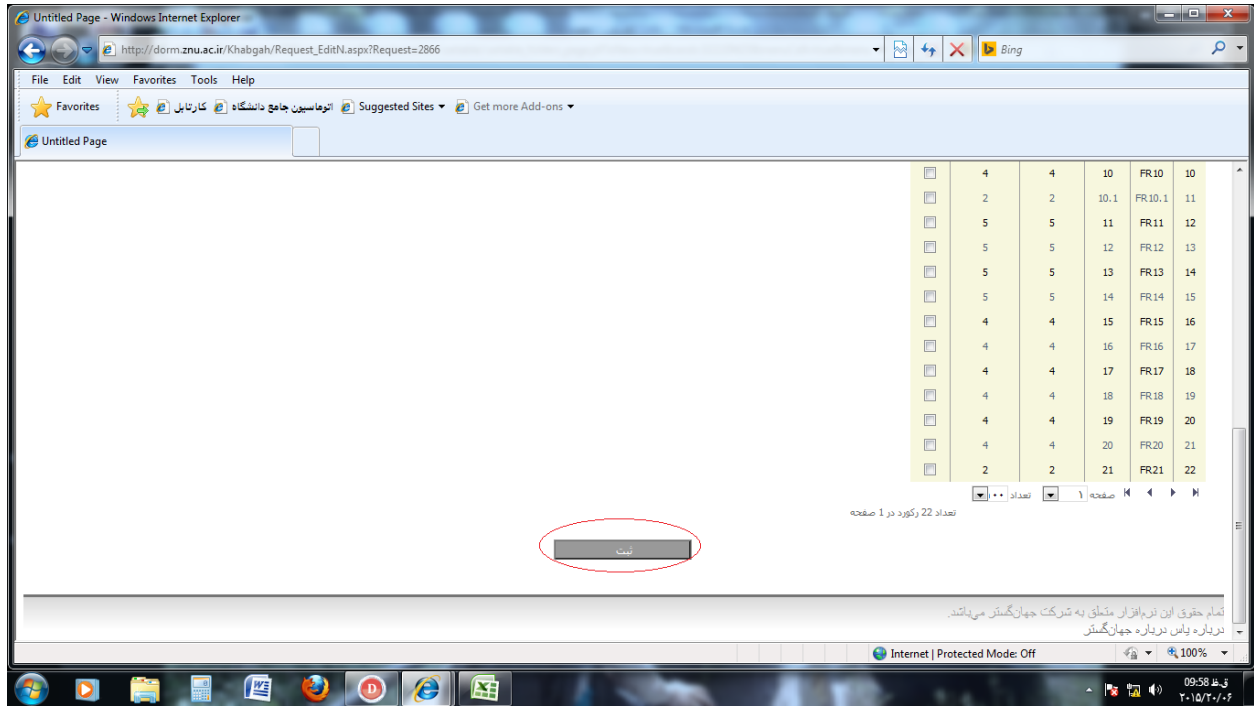 Untitled Page - Windows Internet Explorer
http://dorm.znu.ac.ir/Khabgah/Request_EditN.aspx?Request=2866
Bing
File Edit View Favorites Tools Help
Favorites کارتابل اتوماسیون جامع دانشگاه Suggested Sites Get more Add-ons
Untitled Page
4 4 10 FR10 10
2 2 10.1 FR10.1 11
5 5 11 FR11 12
5 5 12 FR12 13
5 5 13 FR13 14
5 5 14 FR14 15
4 4 15 FR15 16
4 4 16 FR16 17
4 4 17 FR17 18
4 4 18 FR18 19
4 4 19 FR19 20
4 4 20 FR20 21
2 2 21 FR21 22
صفحه ۱ تعداد
تعداد 22 رکورد در 1 صفحه
ثبت
تمام حقوق این نرم‌افزار متعلق به شرکت جهان‌گستر می‌باشد.
درباره یاس درباره جهان‌گستر
Internet | Protected Mode: Off 100%
09:58 ق.ظ
۲۰۱۵/۲۰/۰۶